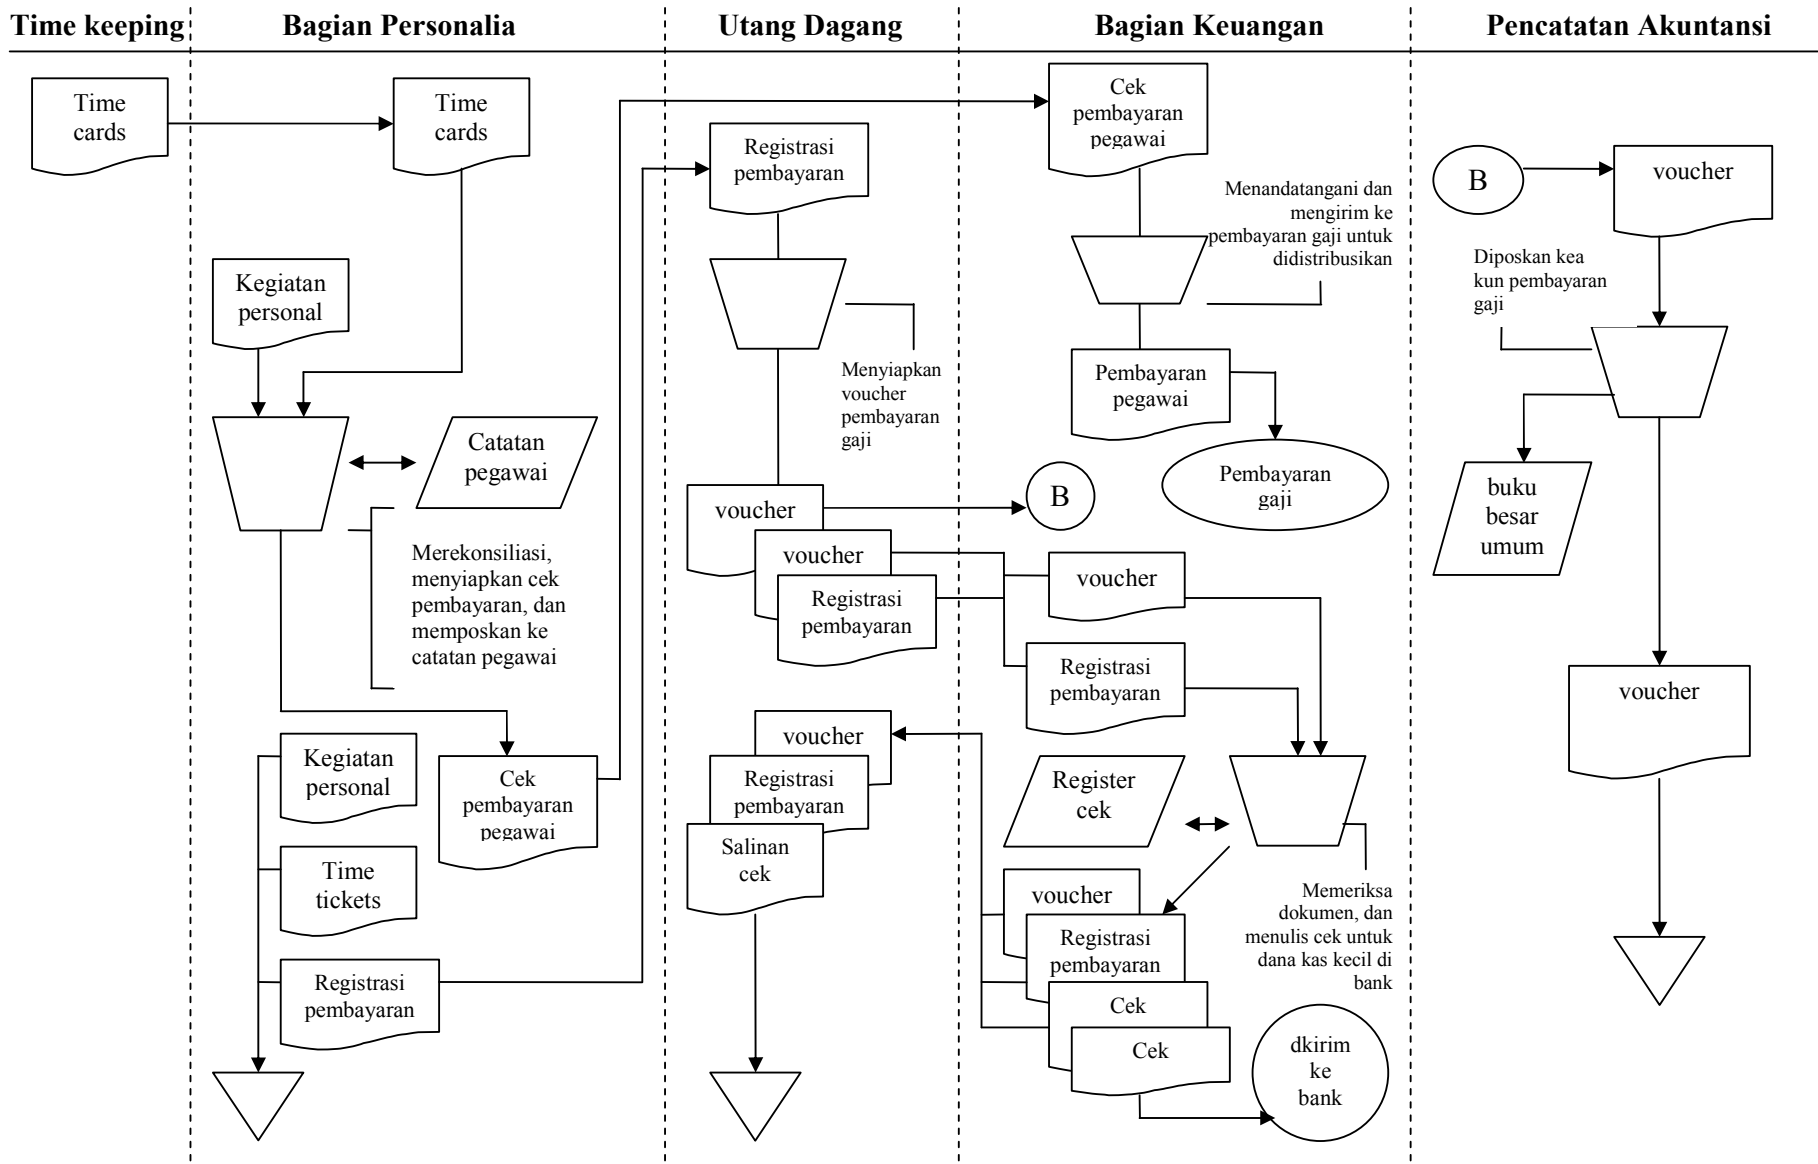 Time keeping
Bagian Personalia
Utang Dagang
Bagian Keuangan
Pencatatan Akuntansi
Time
cards
Time
cards
Kegiatan
personal
Catatan
pegawai
Merekonsiliasi,
menyiapkan cek
pembayaran, dan
memposkan ke
catatan pegawai
Kegiatan
personal
Time
tickets
Registrasi
pembayaran
Cek
pembayaran
pegawai
Registrasi
pembayaran
Menyiapkan
voucher
pembayaran
gaji
voucher
voucher
Registrasi
pembayaran
voucher
Registrasi
pembayaran
Salinan
cek
Cek
pembayaran
pegawai
Menandatangani dan
mengirim ke
pembayaran gaji untuk
didistribusikan
Pembayaran
pegawai
Pembayaran
gaji
B
voucher
Registrasi
pembayaran
Register
cek
Memeriksa
dokumen, dan
menulis cek untuk
dana kas kecil di
bank
voucher
Registrasi
pembayaran
Cek
Cek
dkirim
ke
bank
B
voucher
Diposkan kea
kun pembayaran
gaji
buku
besar
umum
voucher